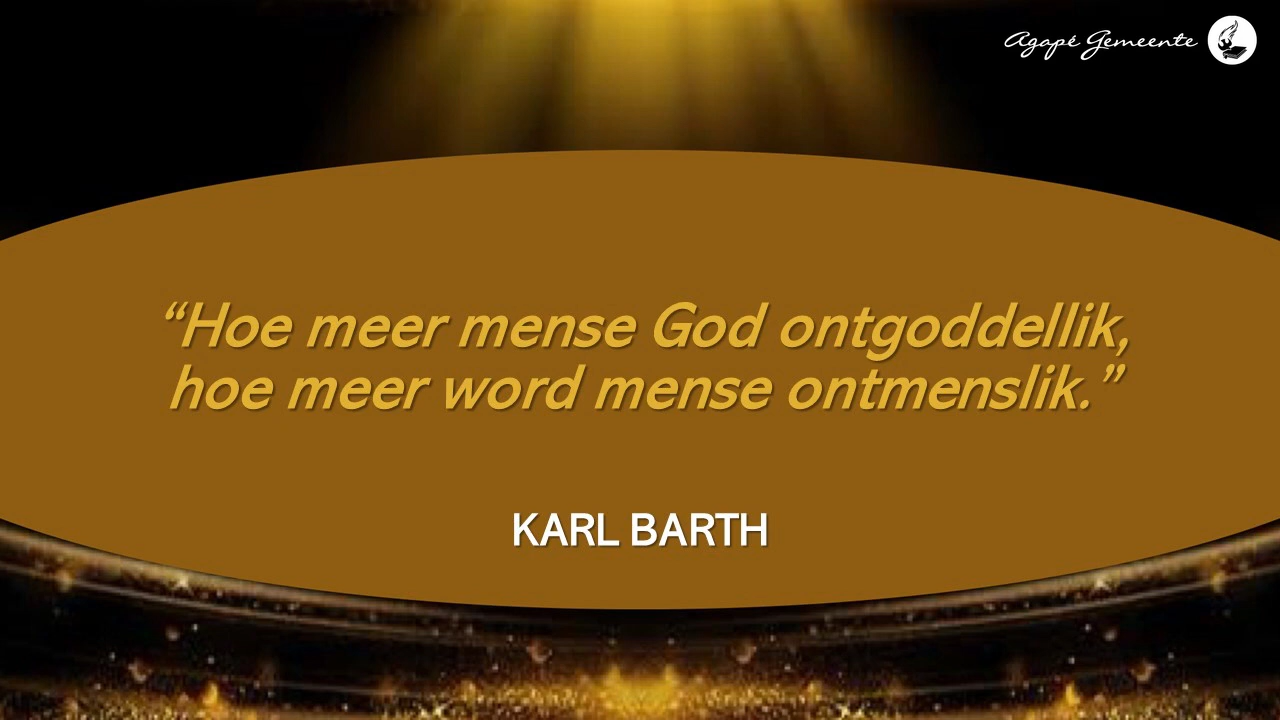 Agapé Gemeente
“Hoe meer mense God ontgoddellik,
hoe meer word mense ontmenslik.”
KARL BARTH